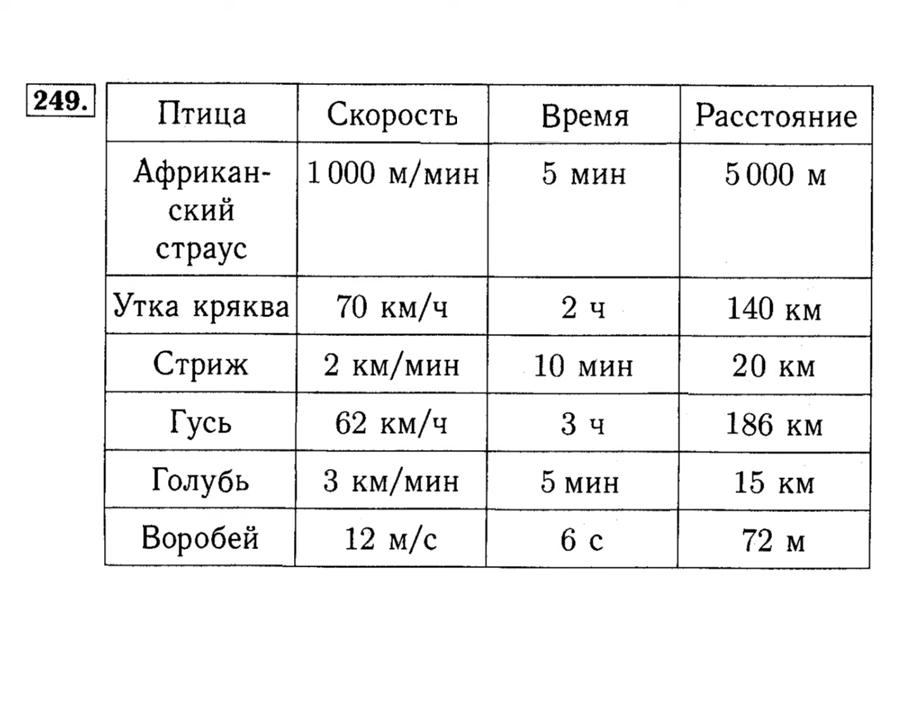 249.
Птица Скорость Время Расстояние
Африкан-
ский
страус
1 000 м/мин 5 мин 5 000 м
Утка кряква 70 км/ч 2 ч 140 км
Стриж 2 км/мин 10 мин 20 км
Гусь 62 км/ч 3 ч 186 км
Голубь 3 км/мин 5 мин 15 км
Воробей 12 м/с 6 с 72 м